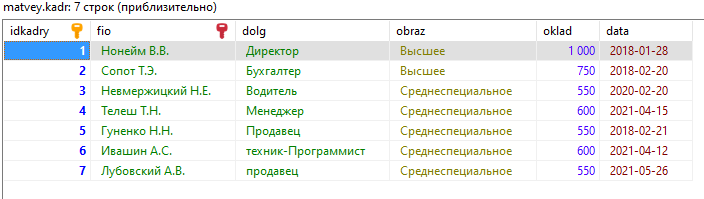 matvey.kadr: 7 строк (приблизительно)
idkadry fio dolg obraz oklad data
1 Нонейм В.В. Директор Высшее 1 000 2018-01-28
2 Сопот Т.Э. Бухгалтер Высшее 750 2018-02-20
3 Невмержицкий Н.Е. Водитель Среднеспециальное 550 2020-02-20
4 Телеш Т.Н. Менеджер Среднеспециальное 600 2021-04-15
5 Гуненко Н.Н. Продавец Среднеспециальное 550 2018-02-21
6 Ивашин А.С. техник-Программист Среднеспециальное 600 2021-04-12
7 Лубовский А.В. продавец Среднеспециальное 550 2021-05-26